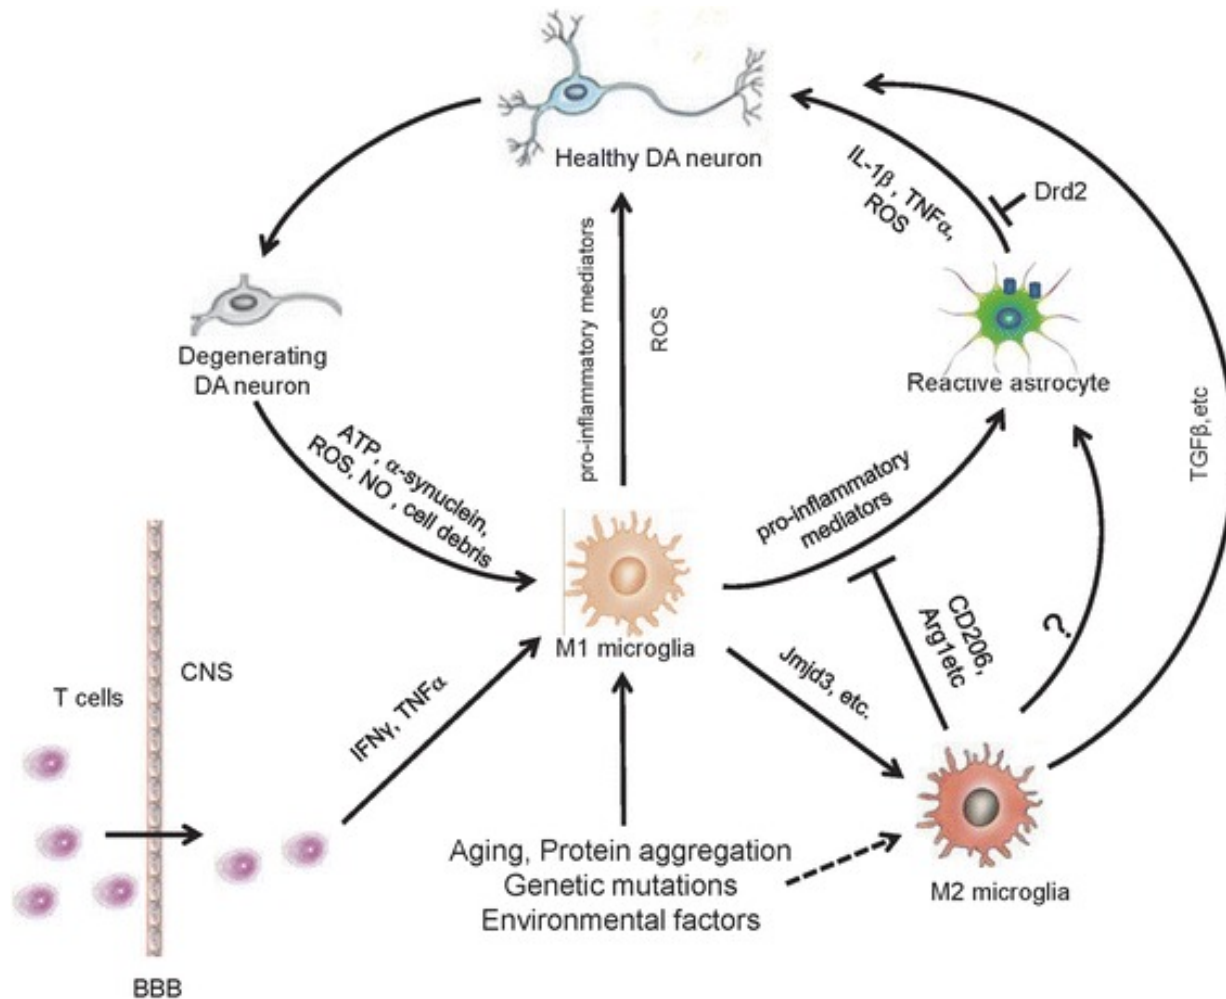 Healthy DA neuron
IL-1β , TNFα,
ROS
Drd2
pro-inflammatory mediators
ROS
Degenerating
DA neuron
Reactive astrocyte
TGFβ,etc
ATP, α-synuclein,
ROS, NO , cell debris
pro-inflammatory
mediators
M1 microglia
CD206,
Arg1etc
?
CNS
T cells
IFNγ, TNFα
Jmjd3, etc.
Aging, Protein aggregation
Genetic mutations
Environmental factors
M2 microglia
BBB